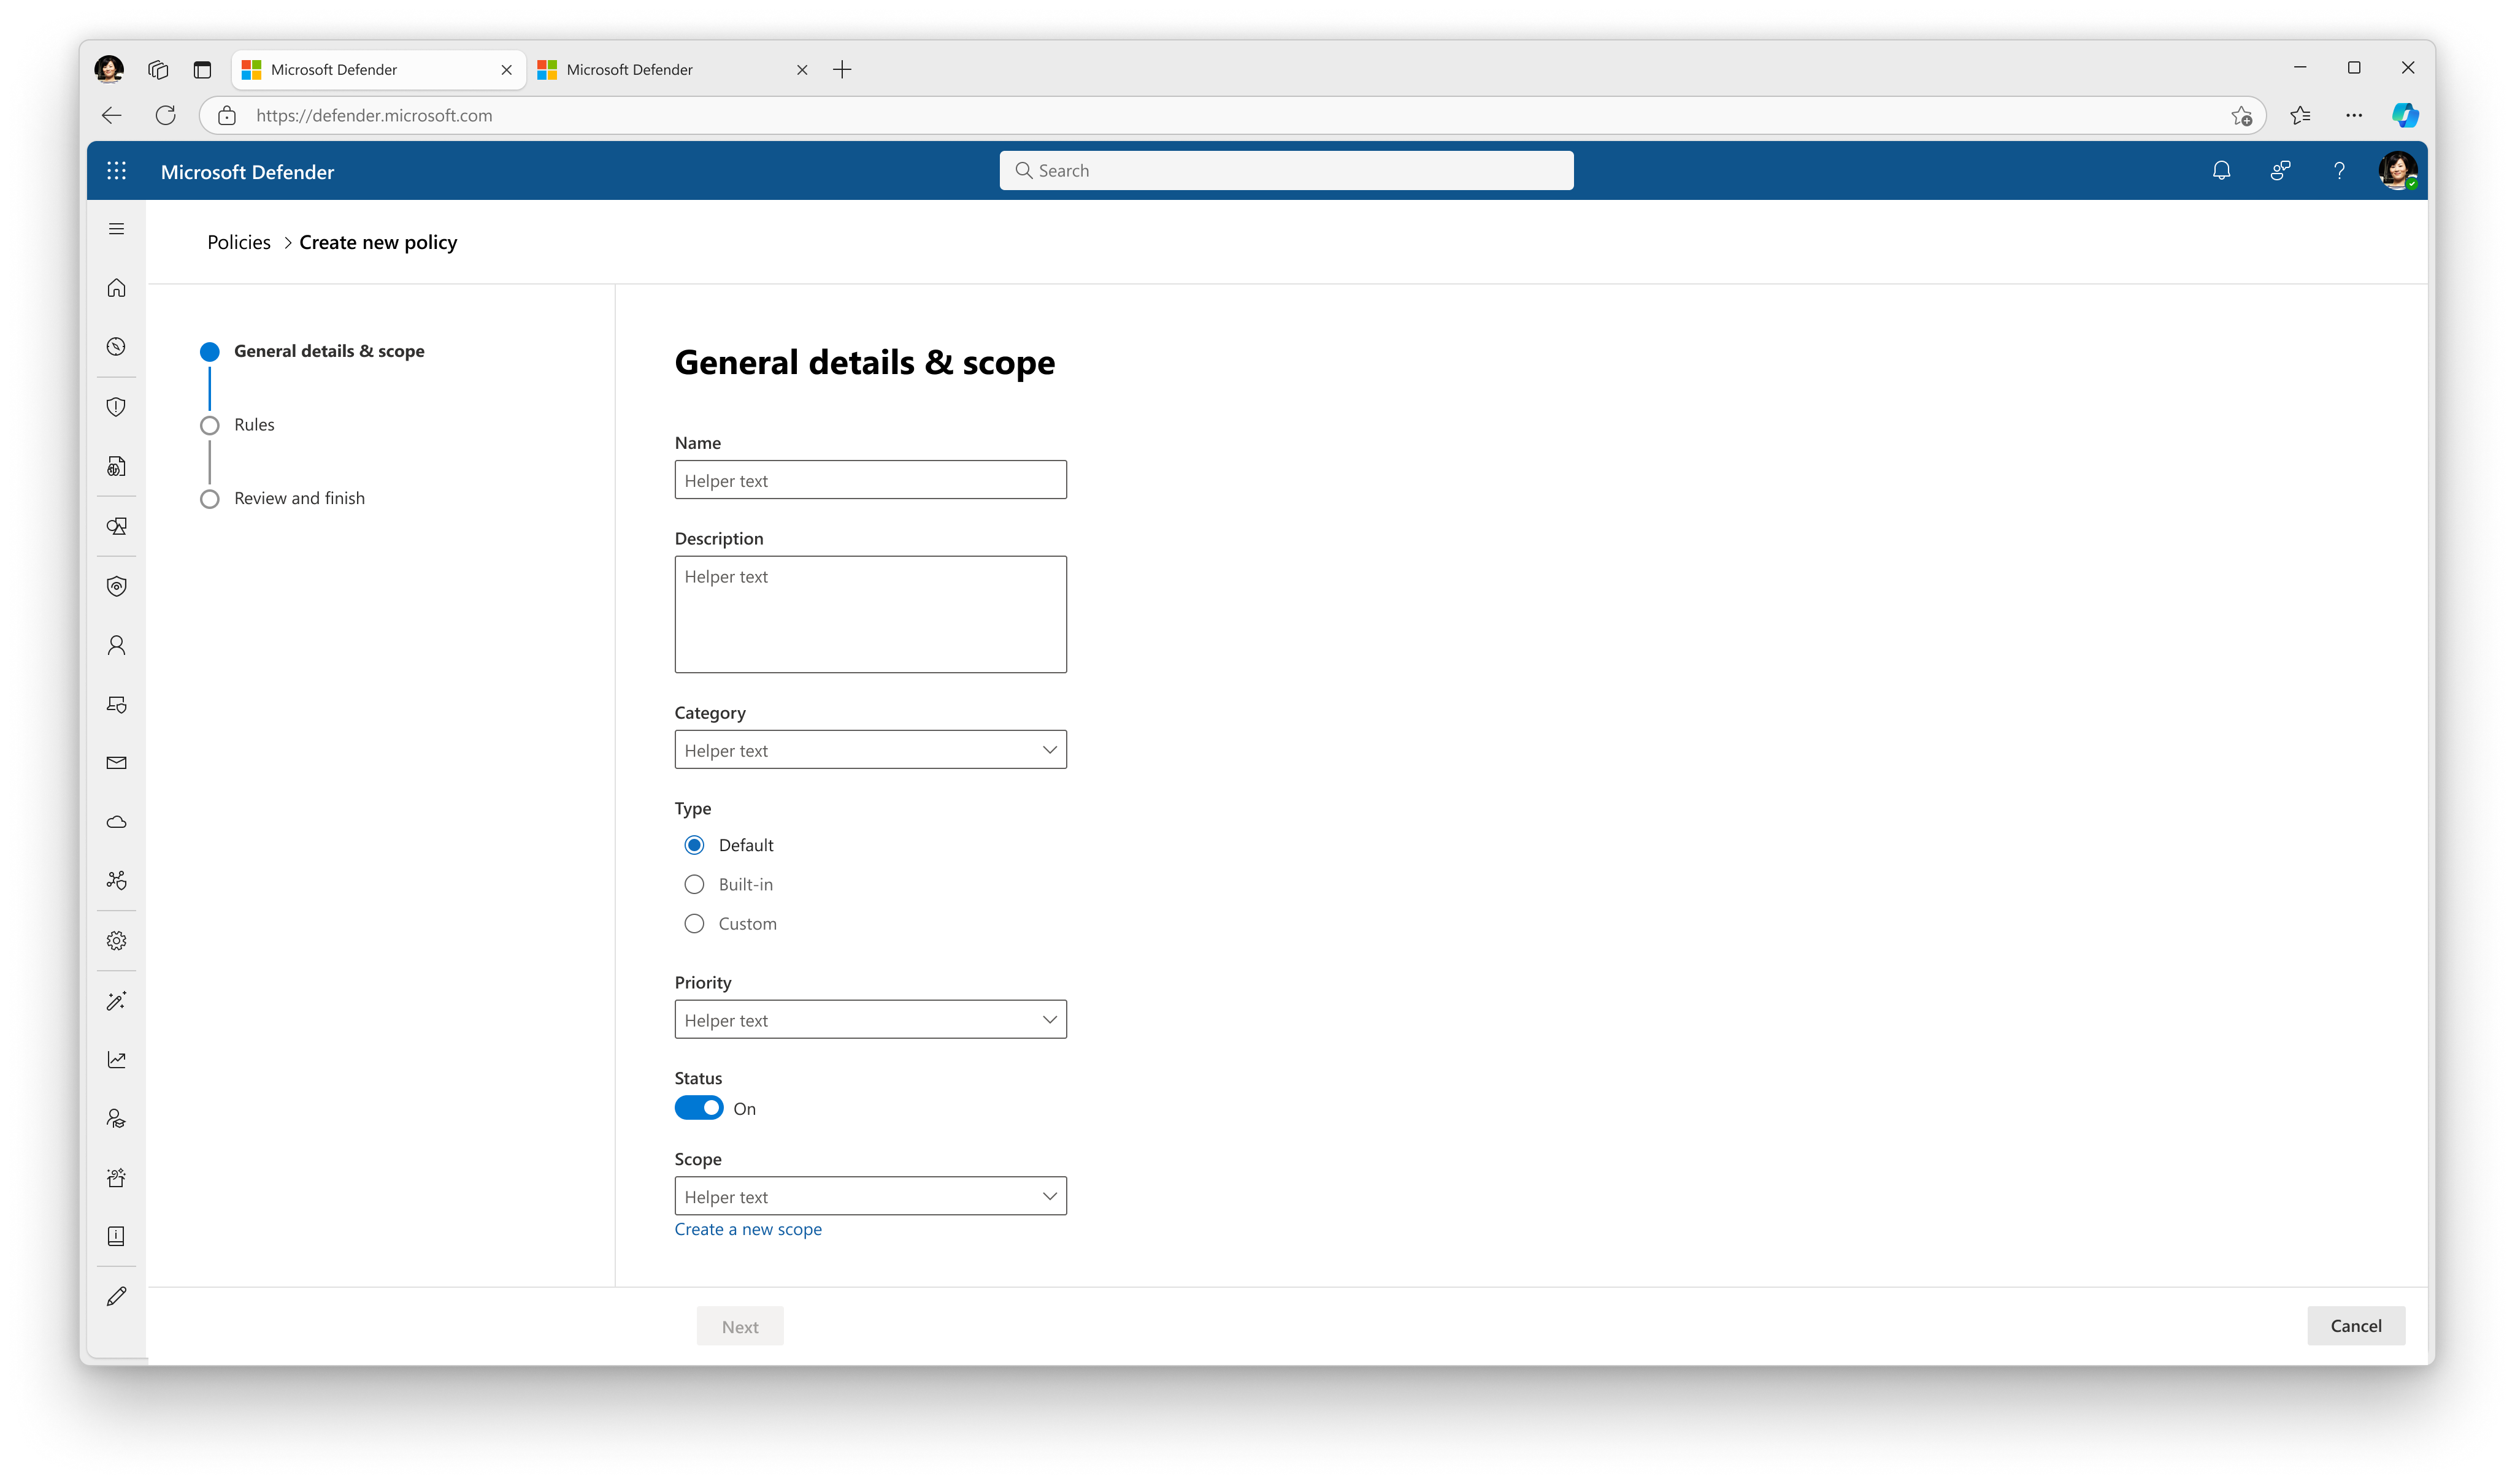 Microsoft Defender
Microsoft Defender
https://defender.microsoft.com
Microsoft Defender
Search
Policies > Create new policy
General details & scope
Rules
Review and finish
General details & scope
Name
Helper text
Description
Helper text
Category
Helper text
Type
Default
Built-in
Custom
Priority
Helper text
Status
On
Scope
Helper text
Create a new scope
Next
Cancel